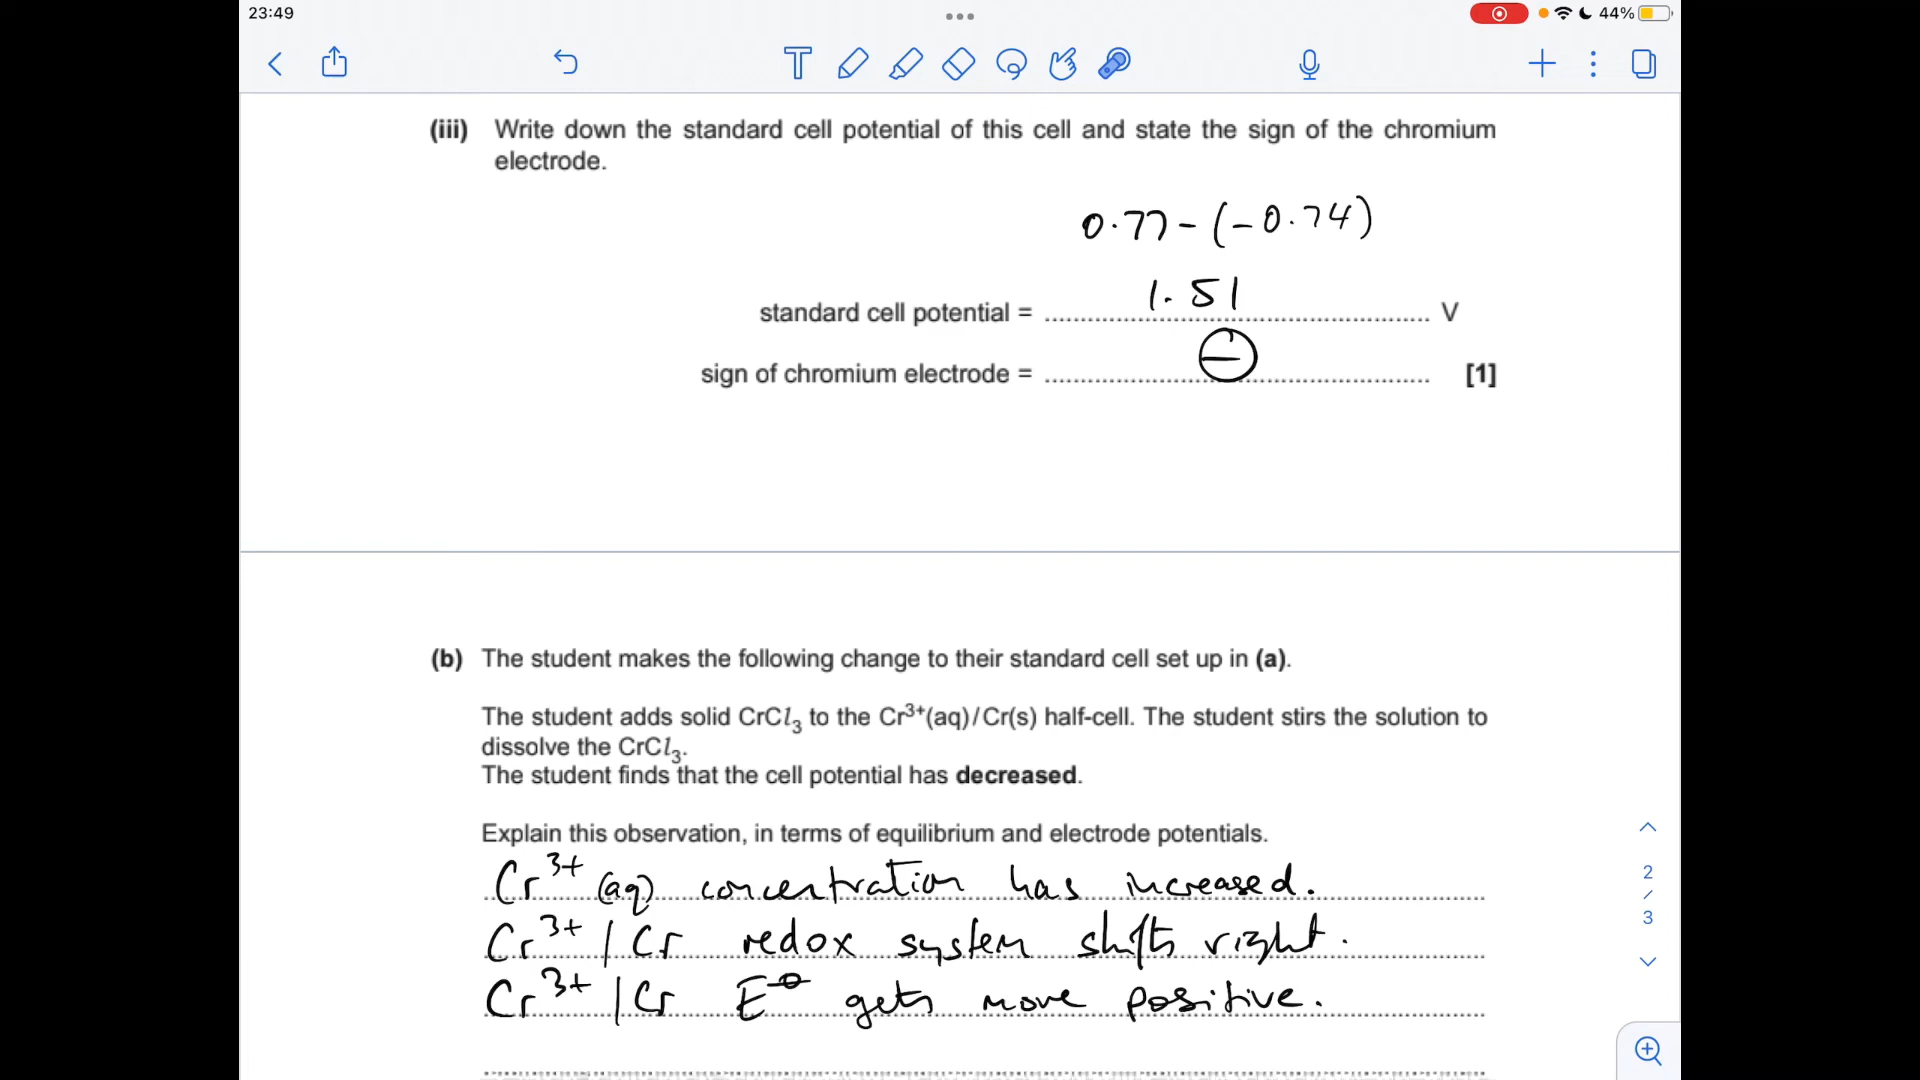 23:49
44%
(iii) Write down the standard cell potential of this cell and state the sign of the chromium
electrode.
0.77 - (-0.74)
1.51
standard cell potential = ........ V
⊖
sign of chromium electrode = ........ [1]
(b) The student makes the following change to their standard cell set up in (a).
The student adds solid CrCl₃ to the Cr³⁺(aq)/Cr(s) half-cell. The student stirs the solution to
dissolve the CrCl₃.
The student finds that the cell potential has decreased.
Explain this observation, in terms of equilibrium and electrode potentials.
Cr³⁺ (aq) concentration has increased.
Cr³⁺ / Cr redox system shifts right.
Cr³⁺ / Cr E⦵ gets more positive.
2
/
3